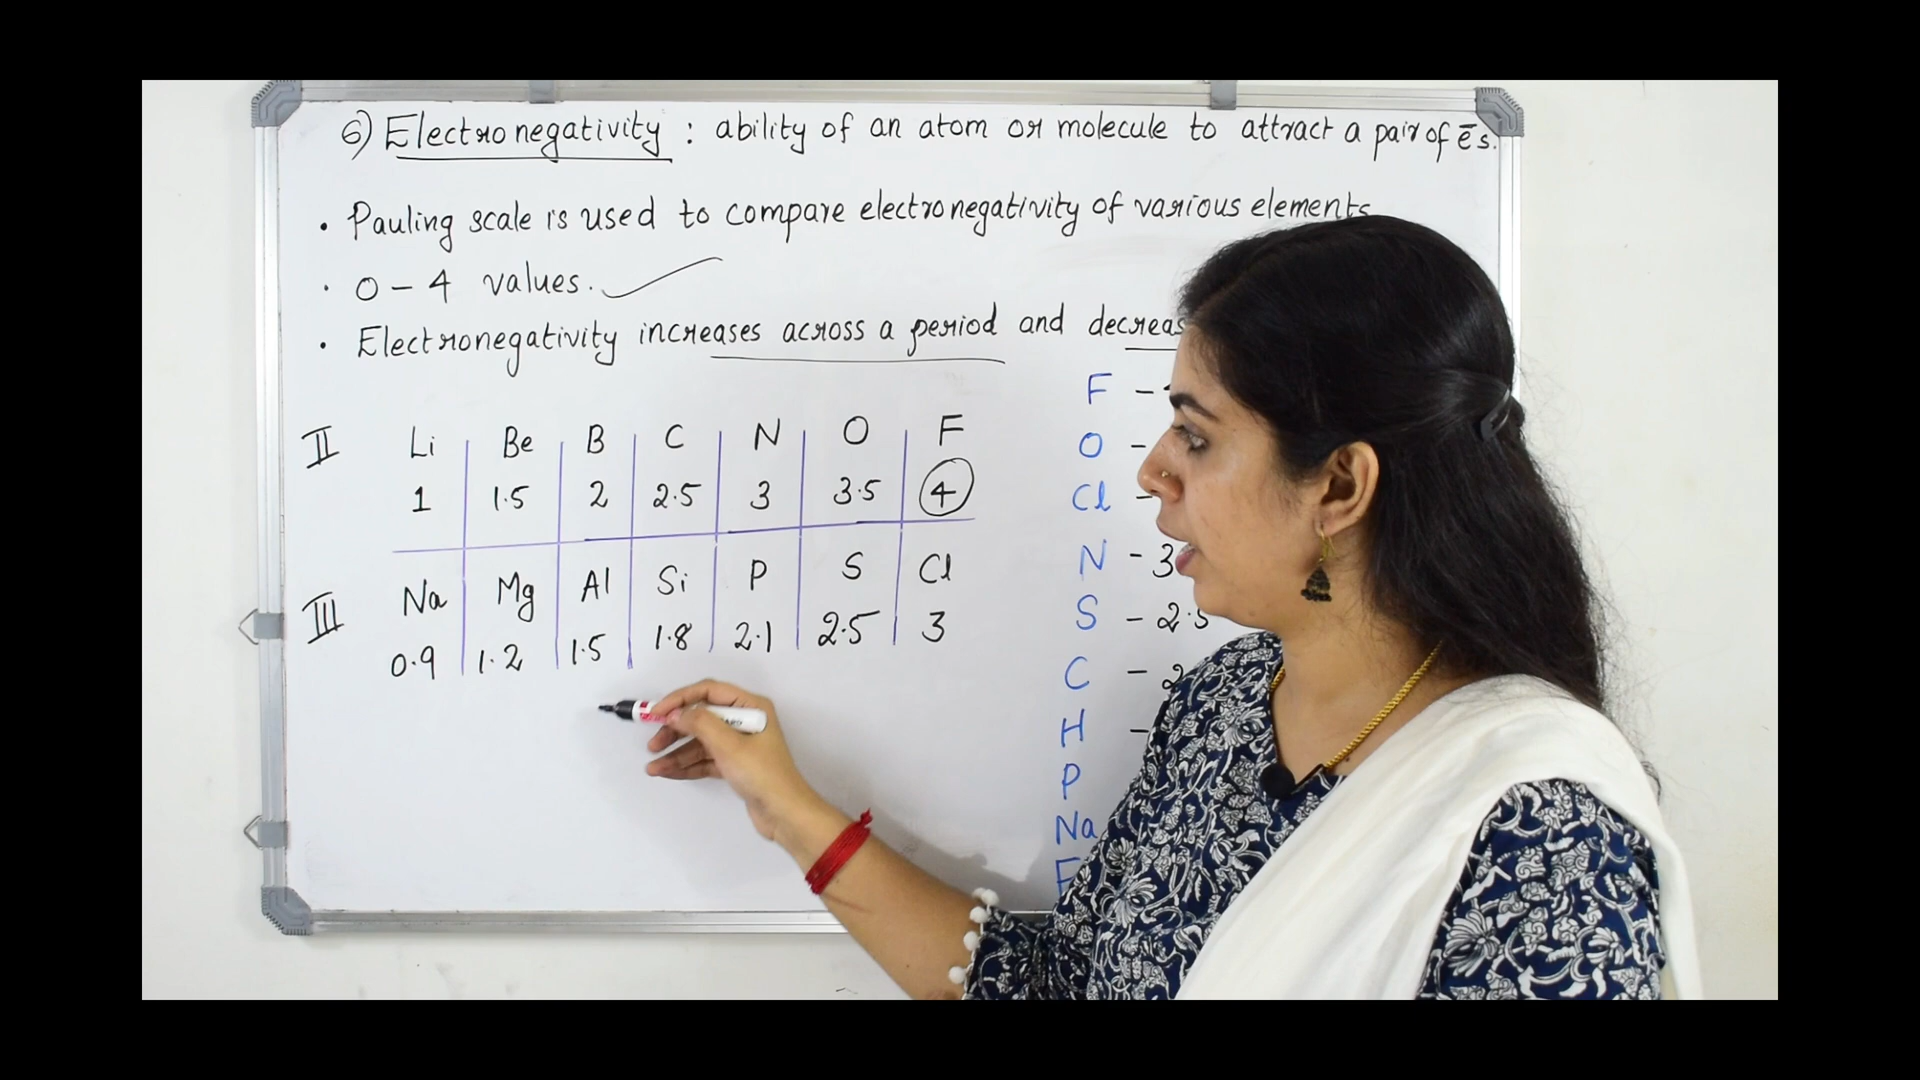 6) Electronegativity : ability of an atom or molecule to attract a pair of ēs.
· Pauling scale is used to compare electronegativity of various elements
· 0 – 4 values.
· Electronegativity increases across a period and decreas
II Li Be B C N O F
1 1.5 2 2.5 3 3.5 4
III Na Mg Al Si P S Cl
0.9 1.2 1.5 1.8 2.1 2.5 3
F –
O –
Cl –
N – 3
S – 2.5
C – 2
H –
P
Na